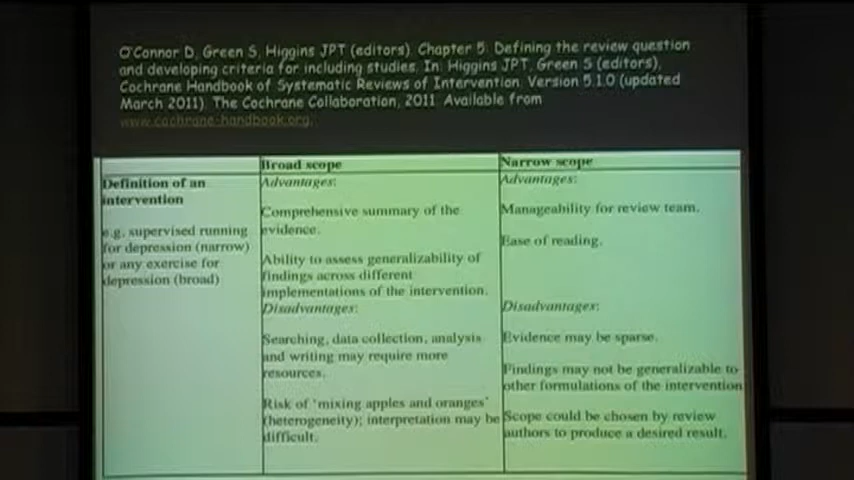 O'Connor D, Green S, Higgins JPT (editors). Chapter 5: Defining the review question
and developing criteria for including studies. In: Higgins JPT, Green S (editors),
Cochrane Handbook of Systematic Reviews of Intervention. Version 5.1.0 (updated
March 2011). The Cochrane Collaboration, 2011. Available from
www.cochrane-handbook.org.
Broad scope
Narrow scope
Definition of an
intervention
e.g. supervised running
for depression (narrow)
or any exercise for
depression (broad)
Advantages:
Comprehensive summary of the
evidence.
Ability to assess generalizability of
findings across different
implementations of the intervention.
Disadvantages:
Searching, data collection, analysis
and writing may require more
resources.
Risk of 'mixing apples and oranges'
(heterogeneity); interpretation may be
difficult.
Advantages:
Manageability for review team.
Ease of reading.
Disadvantages:
Evidence may be sparse.
Findings may not be generalizable to
other formulations of the intervention
Scope could be chosen by review
authors to produce a desired result.